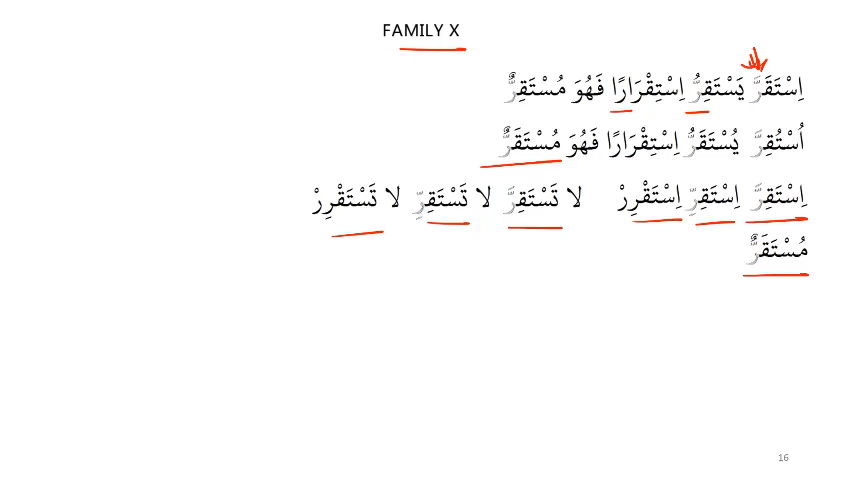 FAMILY X
اِسْتَقَرَّ يَسْتَقِرُّ اِسْتِقْرَارًا فَهُوَ مُسْتَقِرٌّ
اُسْتُقِرَّ يُسْتَقَرُّ اِسْتِقْرَارًا فَهُوَ مُسْتَقَرٌّ
اِسْتَقِرَّ اِسْتَقِرِّ اِسْتَقْرِرْ لا تَسْتَقِرَّ لا تَسْتَقِرِّ لا تَسْتَقْرِرْ
مُسْتَقَرٌّ
16